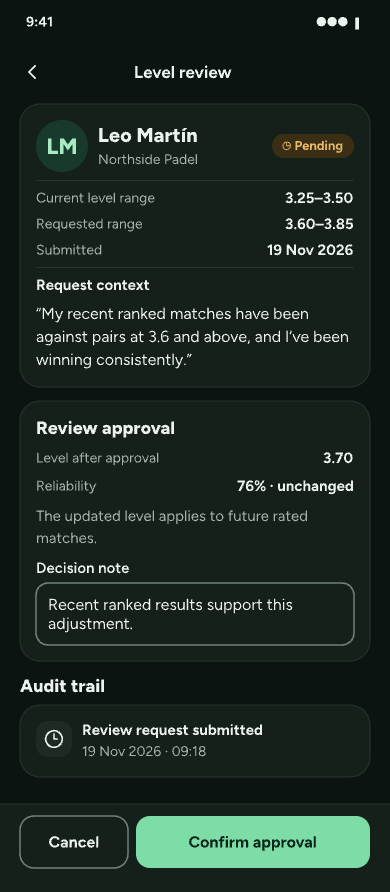 9:41
Level review
LM
Leo Martín
Northside Padel
Pending
Current level range 3.25–3.50
Requested range 3.60–3.85
Submitted 19 Nov 2026
Request context
“My recent ranked matches have been
against pairs at 3.6 and above, and I’ve been
winning consistently.”
Review approval
Level after approval 3.70
Reliability 76% · unchanged
The updated level applies to future rated
matches.
Decision note
Recent ranked results support this
adjustment.
Audit trail
Review request submitted
19 Nov 2026 · 09:18
Cancel
Confirm approval